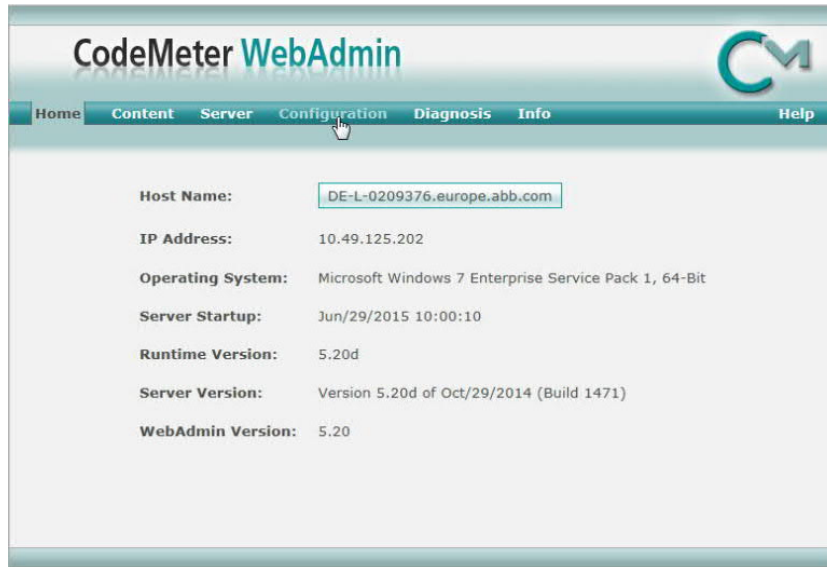 CodeMeter WebAdmin
CM
Home Content Server Configuration Diagnosis Info Help
Host Name: DE-L-0209376.europe.abb.com
IP Address: 10.49.125.202
Operating System: Microsoft Windows 7 Enterprise Service Pack 1, 64-Bit
Server Startup: Jun/29/2015 10:00:10
Runtime Version: 5.20d
Server Version: Version 5.20d of Oct/29/2014 (Build 1471)
WebAdmin Version: 5.20